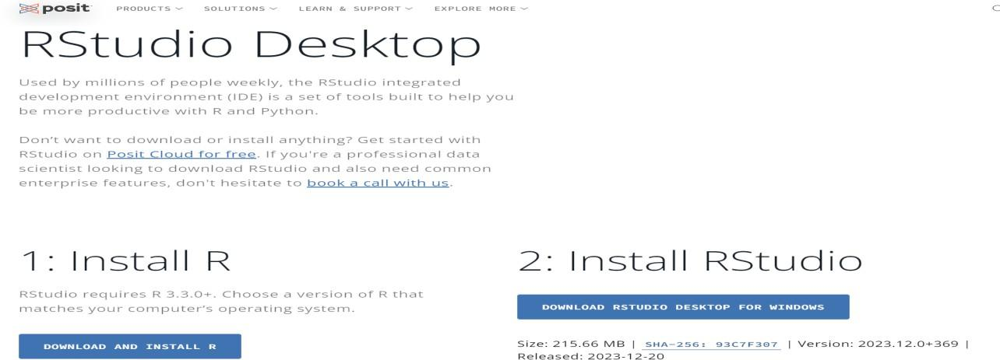 posit PRODUCTS SOLUTIONS LEARN & SUPPORT EXPLORE MORE
RStudio Desktop
Used by millions of people weekly, the RStudio integrated
development environment (IDE) is a set of tools built to help you
be more productive with R and Python.
Don’t want to download or install anything? Get started with
RStudio on Posit Cloud for free. If you're a professional data
scientist looking to download RStudio and also need common
enterprise features, don't hesitate to book a call with us.
1: Install R
RStudio requires R 3.3.0+. Choose a version of R that
matches your computer’s operating system.
DOWNLOAD AND INSTALL R
2: Install RStudio
DOWNLOAD RSTUDIO DESKTOP FOR WINDOWS
Size: 215.66 MB | SHA-256: 93C7F307 | Version: 2023.12.0+369 |
Released: 2023-12-20